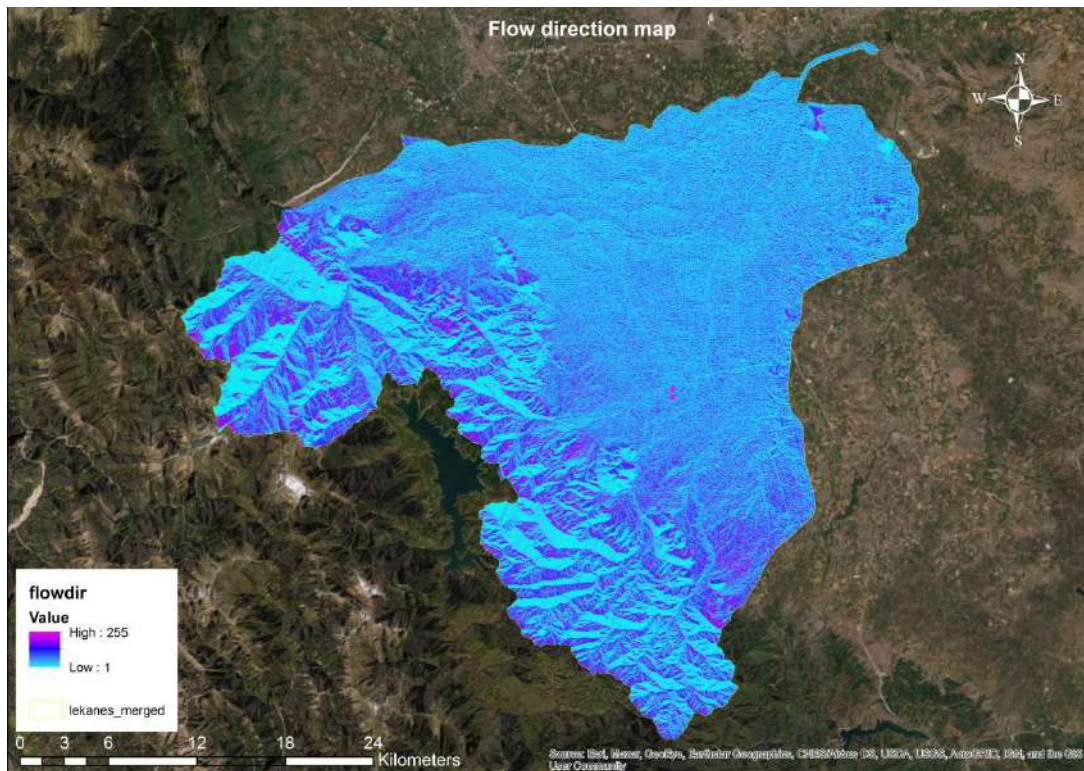 Flow direction map
N
W E
S
flowdir
Value
High : 255
Low : 1
lekanes_merged
0 3 6 12 18 24
Kilometers
Sources: Esri, Maxar, GeoEye, Earthstar Geographics, CNES/Airbus DS, USDA, USGS, AeroGRID, IGN, and the GIS
User Community